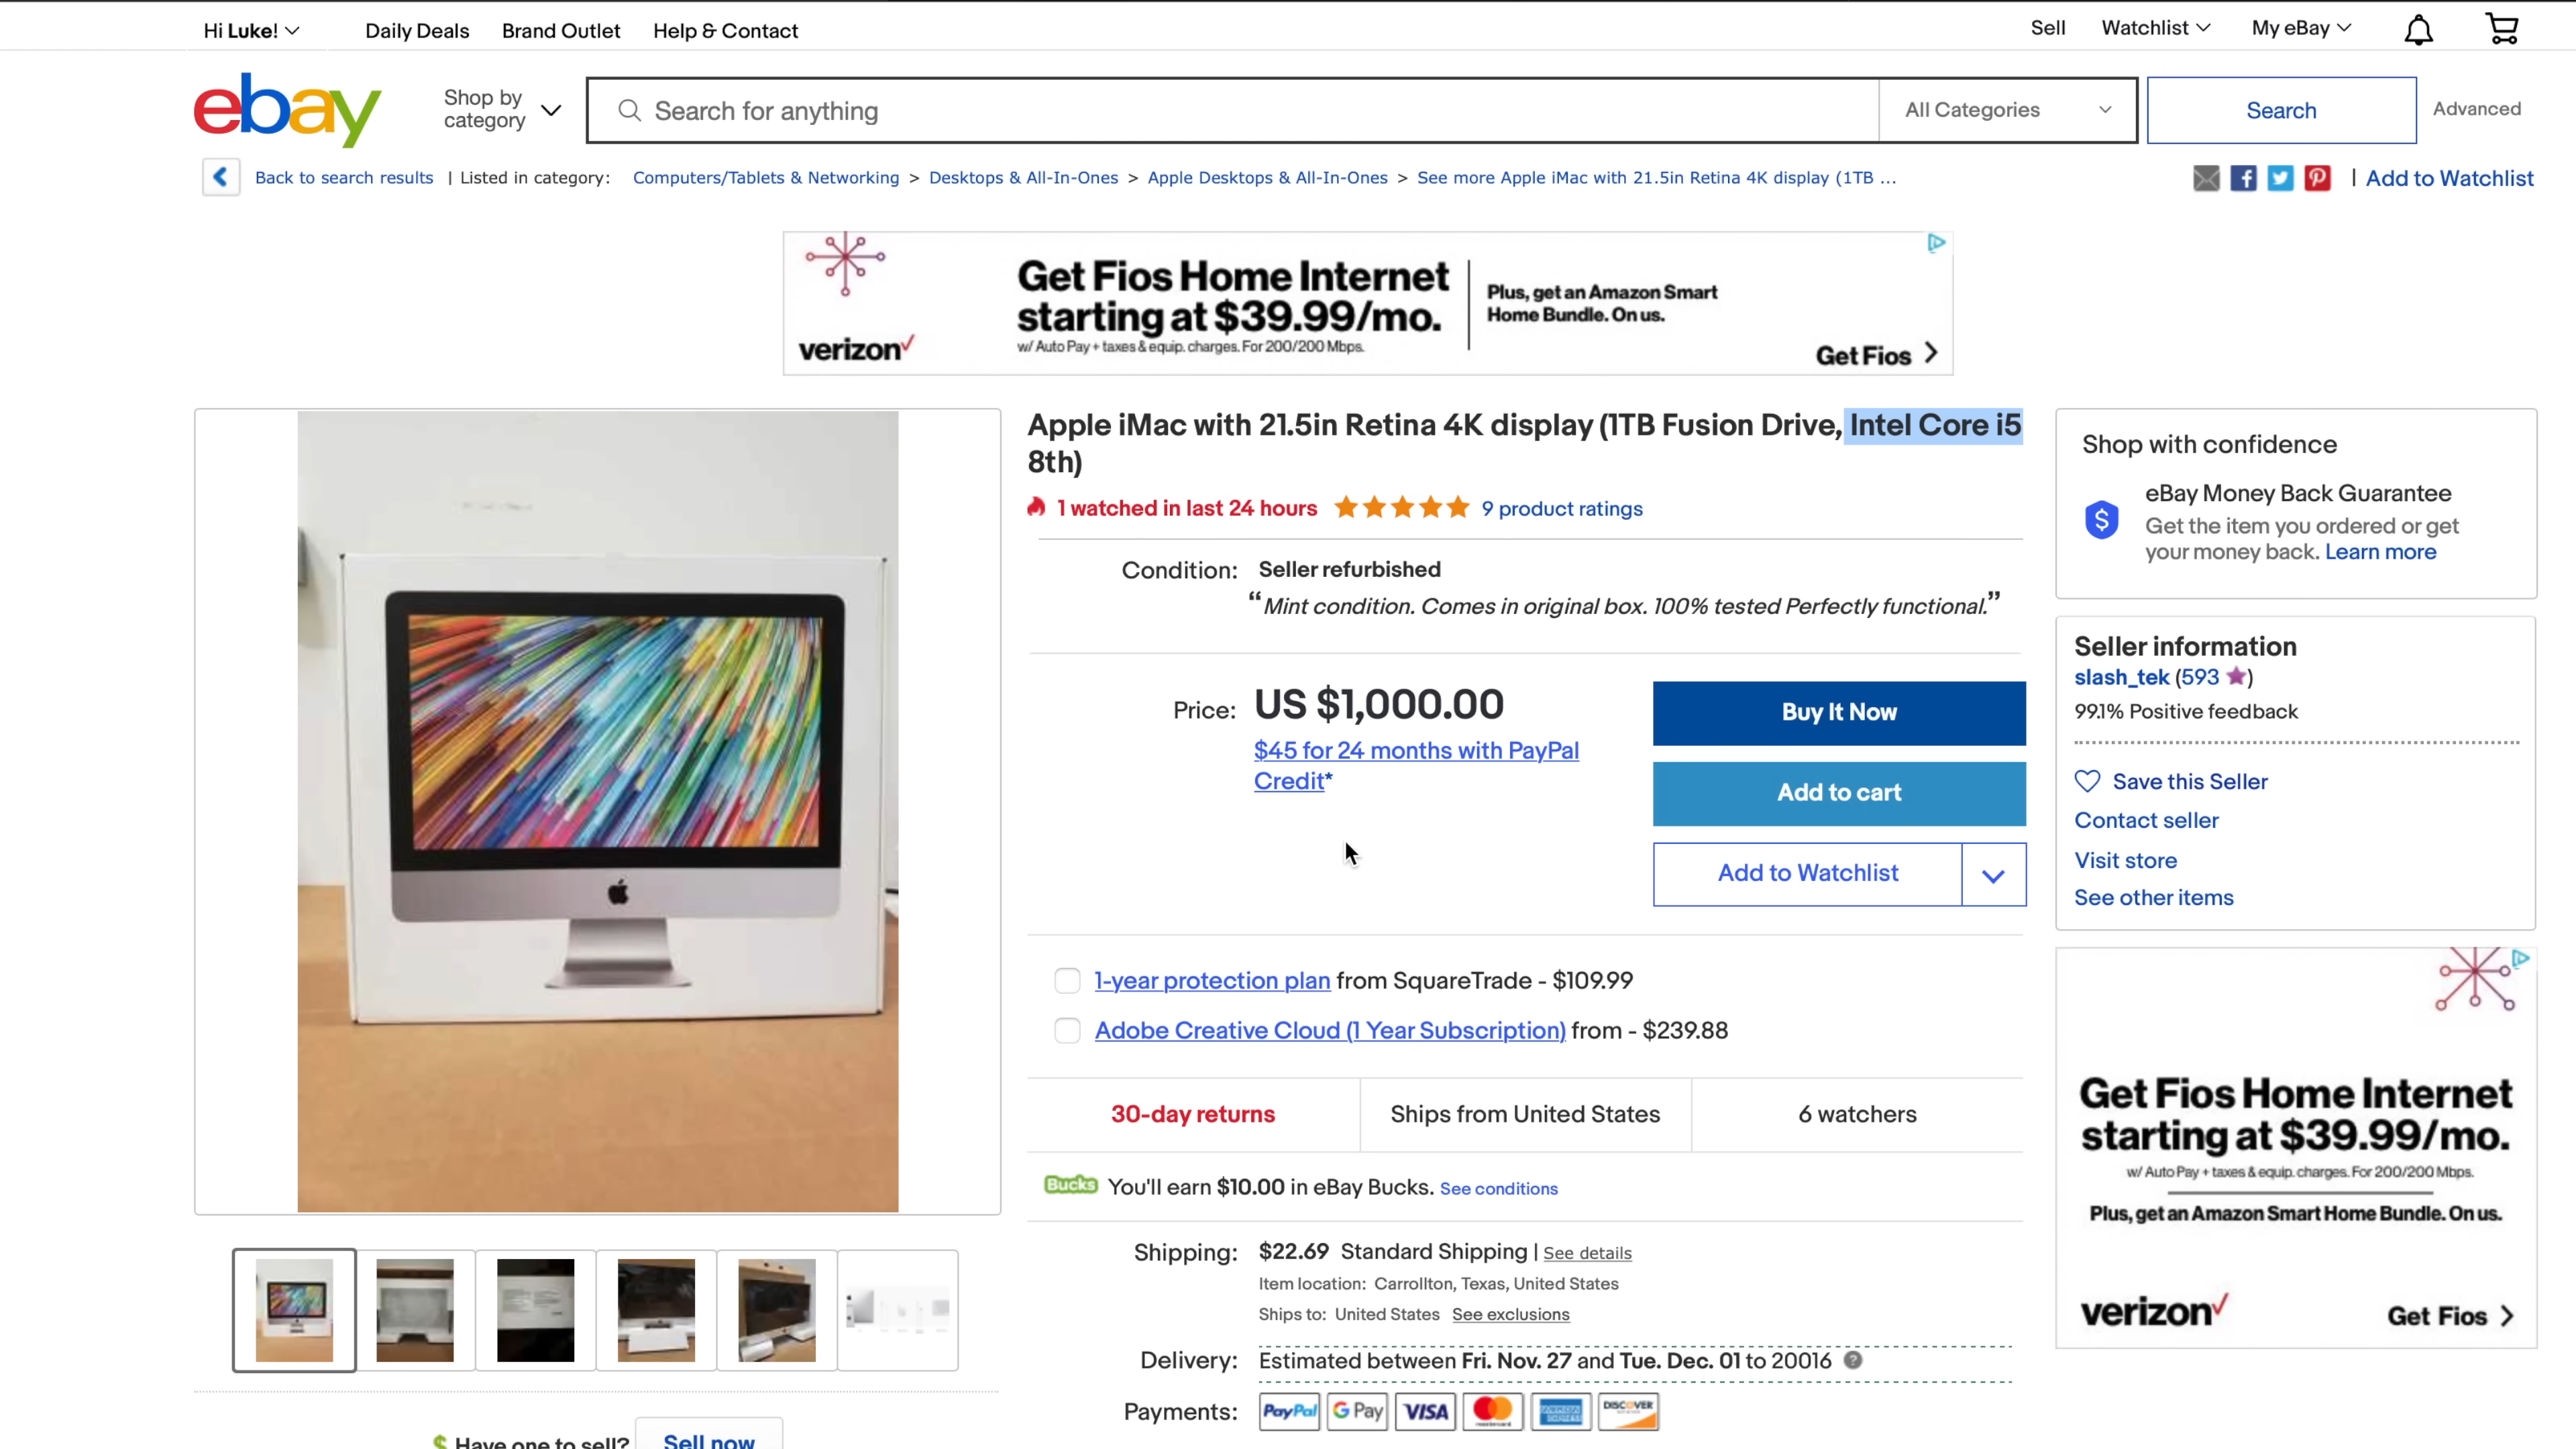 Hi Luke! Daily Deals Brand Outlet Help & Contact Sell Watchlist My eBay
ebay Shop by category Search for anything All Categories Search Advanced
Back to search results | Listed in category: Computers/Tablets & Networking > Desktops & All-In-Ones > Apple Desktops & All-In-Ones > See more Apple iMac with 21.5in Retina 4K display (1TB ... | Add to Watchlist
Get Fios Home Internet
starting at $39.99/mo.
w/ Auto Pay + taxes & equip. charges. For 200/200 Mbps.
verizon
Plus, get an Amazon Smart
Home Bundle. On us.
Get Fios
Apple iMac with 21.5in Retina 4K display (1TB Fusion Drive, Intel Core i5
8th)
1 watched in last 24 hours 9 product ratings
Condition: Seller refurbished
“Mint condition. Comes in original box. 100% tested Perfectly functional.”
Price: US $1,000.00
$45 for 24 months with PayPal
Credit*
Buy It Now
Add to cart
Add to Watchlist
1-year protection plan from SquareTrade - $109.99
Adobe Creative Cloud (1 Year Subscription) from - $239.88
30-day returns Ships from United States 6 watchers
Bucks You'll earn $10.00 in eBay Bucks. See conditions
Shipping: $22.69 Standard Shipping | See details
Item location: Carrollton, Texas, United States
Ships to: United States See exclusions
Delivery: Estimated between Fri. Nov. 27 and Tue. Dec. 01 to 20016 ?
Payments: PayPal G Pay VISA mastercard AMERICAN EXPRESS DISCOVER
$ Have one to sell? Sell now
Shop with confidence
eBay Money Back Guarantee
Get the item you ordered or get
your money back. Learn more
Seller information
slash_tek (593)
99.1% Positive feedback
Save this Seller
Contact seller
Visit store
See other items
Get Fios Home Internet
starting at $39.99/mo.
w/ Auto Pay + taxes & equip. charges. For 200/200 Mbps.
Plus, get an Amazon Smart Home Bundle. On us.
verizon Get Fios